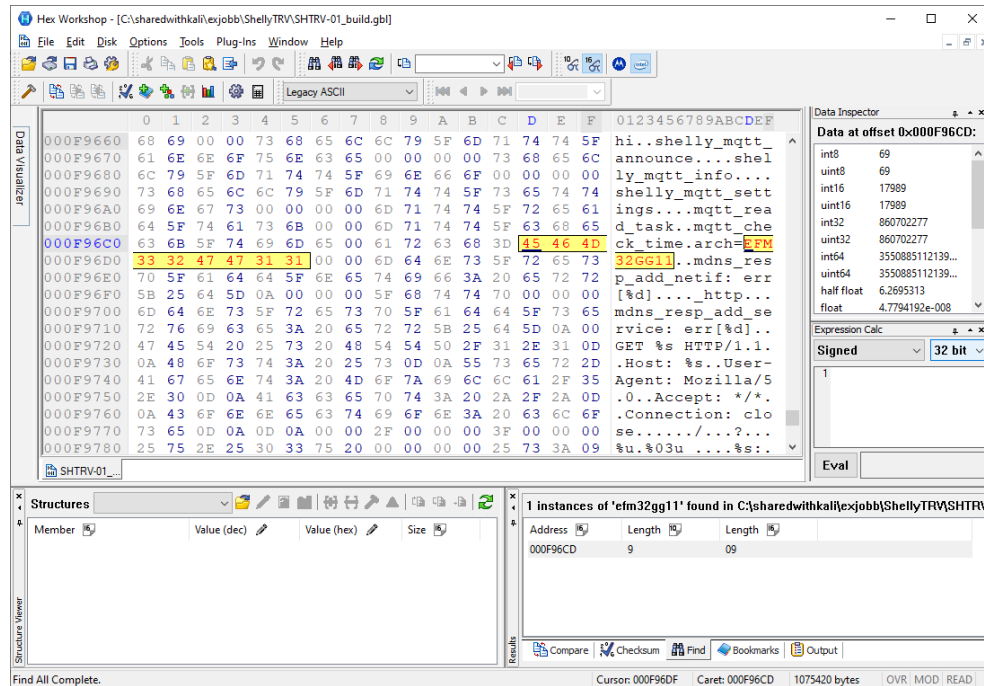 Hex Workshop - [C:\sharedwithkali\exjobb\ShellyTRV\SHTRV-01_build.gbl]
File Edit Disk Options Tools Plug-Ins Window Help
Legacy ASCII
0 1 2 3 4 5 6 7 8 9 A B C D E F 0123456789ABCDEF
000F9660 68 69 00 00 73 68 65 6C 6C 79 5F 6D 71 74 74 5F hi..shelly_mqtt_
000F9670 61 6E 6E 6F 75 6E 63 65 00 00 00 00 73 68 65 6C announce....shel
000F9680 6C 79 5F 6D 71 74 74 5F 69 6E 66 6F 00 00 00 00 ly_mqtt_info....
000F9690 73 68 65 6C 6C 79 5F 6D 71 74 74 5F 73 65 74 74 shelly_mqtt_sett
000F96A0 69 6E 67 73 00 00 00 00 6D 71 74 74 5F 72 65 61 ings....mqtt_rea
000F96B0 64 5F 74 61 73 6B 00 00 6D 71 74 74 5F 63 68 65 d_task..mqtt_che
000F96C0 63 6B 5F 74 69 6D 65 00 61 72 63 68 3D 45 46 4D ck_time.arch=EFM
000F96D0 33 32 47 47 31 31 00 00 6D 64 6E 73 5F 72 65 73 32GG11..mdns_res
000F96E0 70 5F 61 64 64 5F 6E 65 74 69 66 3A 20 65 72 72 p_add_netif: err
000F96F0 5B 25 64 5D 0A 00 00 00 5F 68 74 74 70 00 00 00 [%d]...._http...
000F9700 6D 64 6E 73 5F 72 65 73 70 5F 61 64 64 5F 73 65 mdns_resp_add_se
000F9710 72 76 69 63 65 3A 20 65 72 72 5B 25 64 5D 0A 00 rvice: err[%d]..
000F9720 47 45 54 20 25 73 20 48 54 54 50 2F 31 2E 31 0D GET %s HTTP/1.1.
000F9730 0A 48 6F 73 74 3A 20 25 73 0D 0A 55 73 65 72 2D .Host: %s..User-
000F9740 41 67 65 6E 74 3A 20 4D 6F 7A 69 6C 6C 61 2F 35 Agent: Mozilla/5
000F9750 2E 30 0D 0A 41 63 63 65 70 74 3A 20 2A 2F 2A 0D .0..Accept: */*.
000F9760 0A 43 6F 6E 6E 65 63 74 69 6F 6E 3A 20 63 6C 6F .Connection: clo
000F9770 73 65 0D 0A 0D 0A 00 00 2F 00 00 00 3F 00 00 00 se....../...?...
000F9780 25 75 2E 25 30 33 75 20 00 00 00 00 25 73 3A 09 %u.%03u ....%s:.
SHTRV-01_...
Data Visualizer
Data Inspector
Data at offset 0x000F96CD:
int8 69
uint8 69
int16 17989
uint16 17989
int32 860702277
uint32 860702277
int64 3550885112139...
uint64 3550885112139...
half float 6.2695313
float 4.7794192e-008
Expression Calc
Signed 32 bit
1
Eval
Structures
Member Value (dec) Value (hex) Size
Structure Viewer
1 instances of 'efm32gg11' found in C:\sharedwithkali\exjobb\ShellyTRV\SHTRV
Address Length Length
000F96CD 9 09
Results
Compare Checksum Find Bookmarks Output
Find All Complete.
Cursor: 000F96DF Caret: 000F96CD 1075420 bytes OVR MOD READ